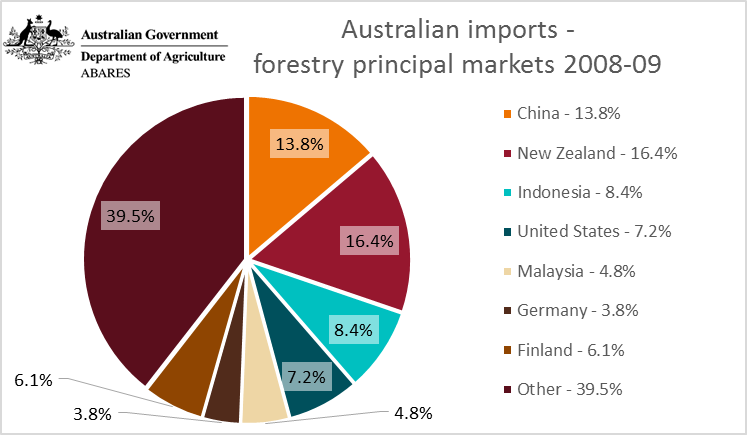 Australian Government
Department of Agriculture
ABARES
Australian imports -
forestry principal markets 2008-09
13.8%
16.4%
8.4%
7.2%
4.8%
3.8%
6.1%
39.5%
China - 13.8%
New Zealand - 16.4%
Indonesia - 8.4%
United States - 7.2%
Malaysia - 4.8%
Germany - 3.8%
Finland - 6.1%
Other - 39.5%